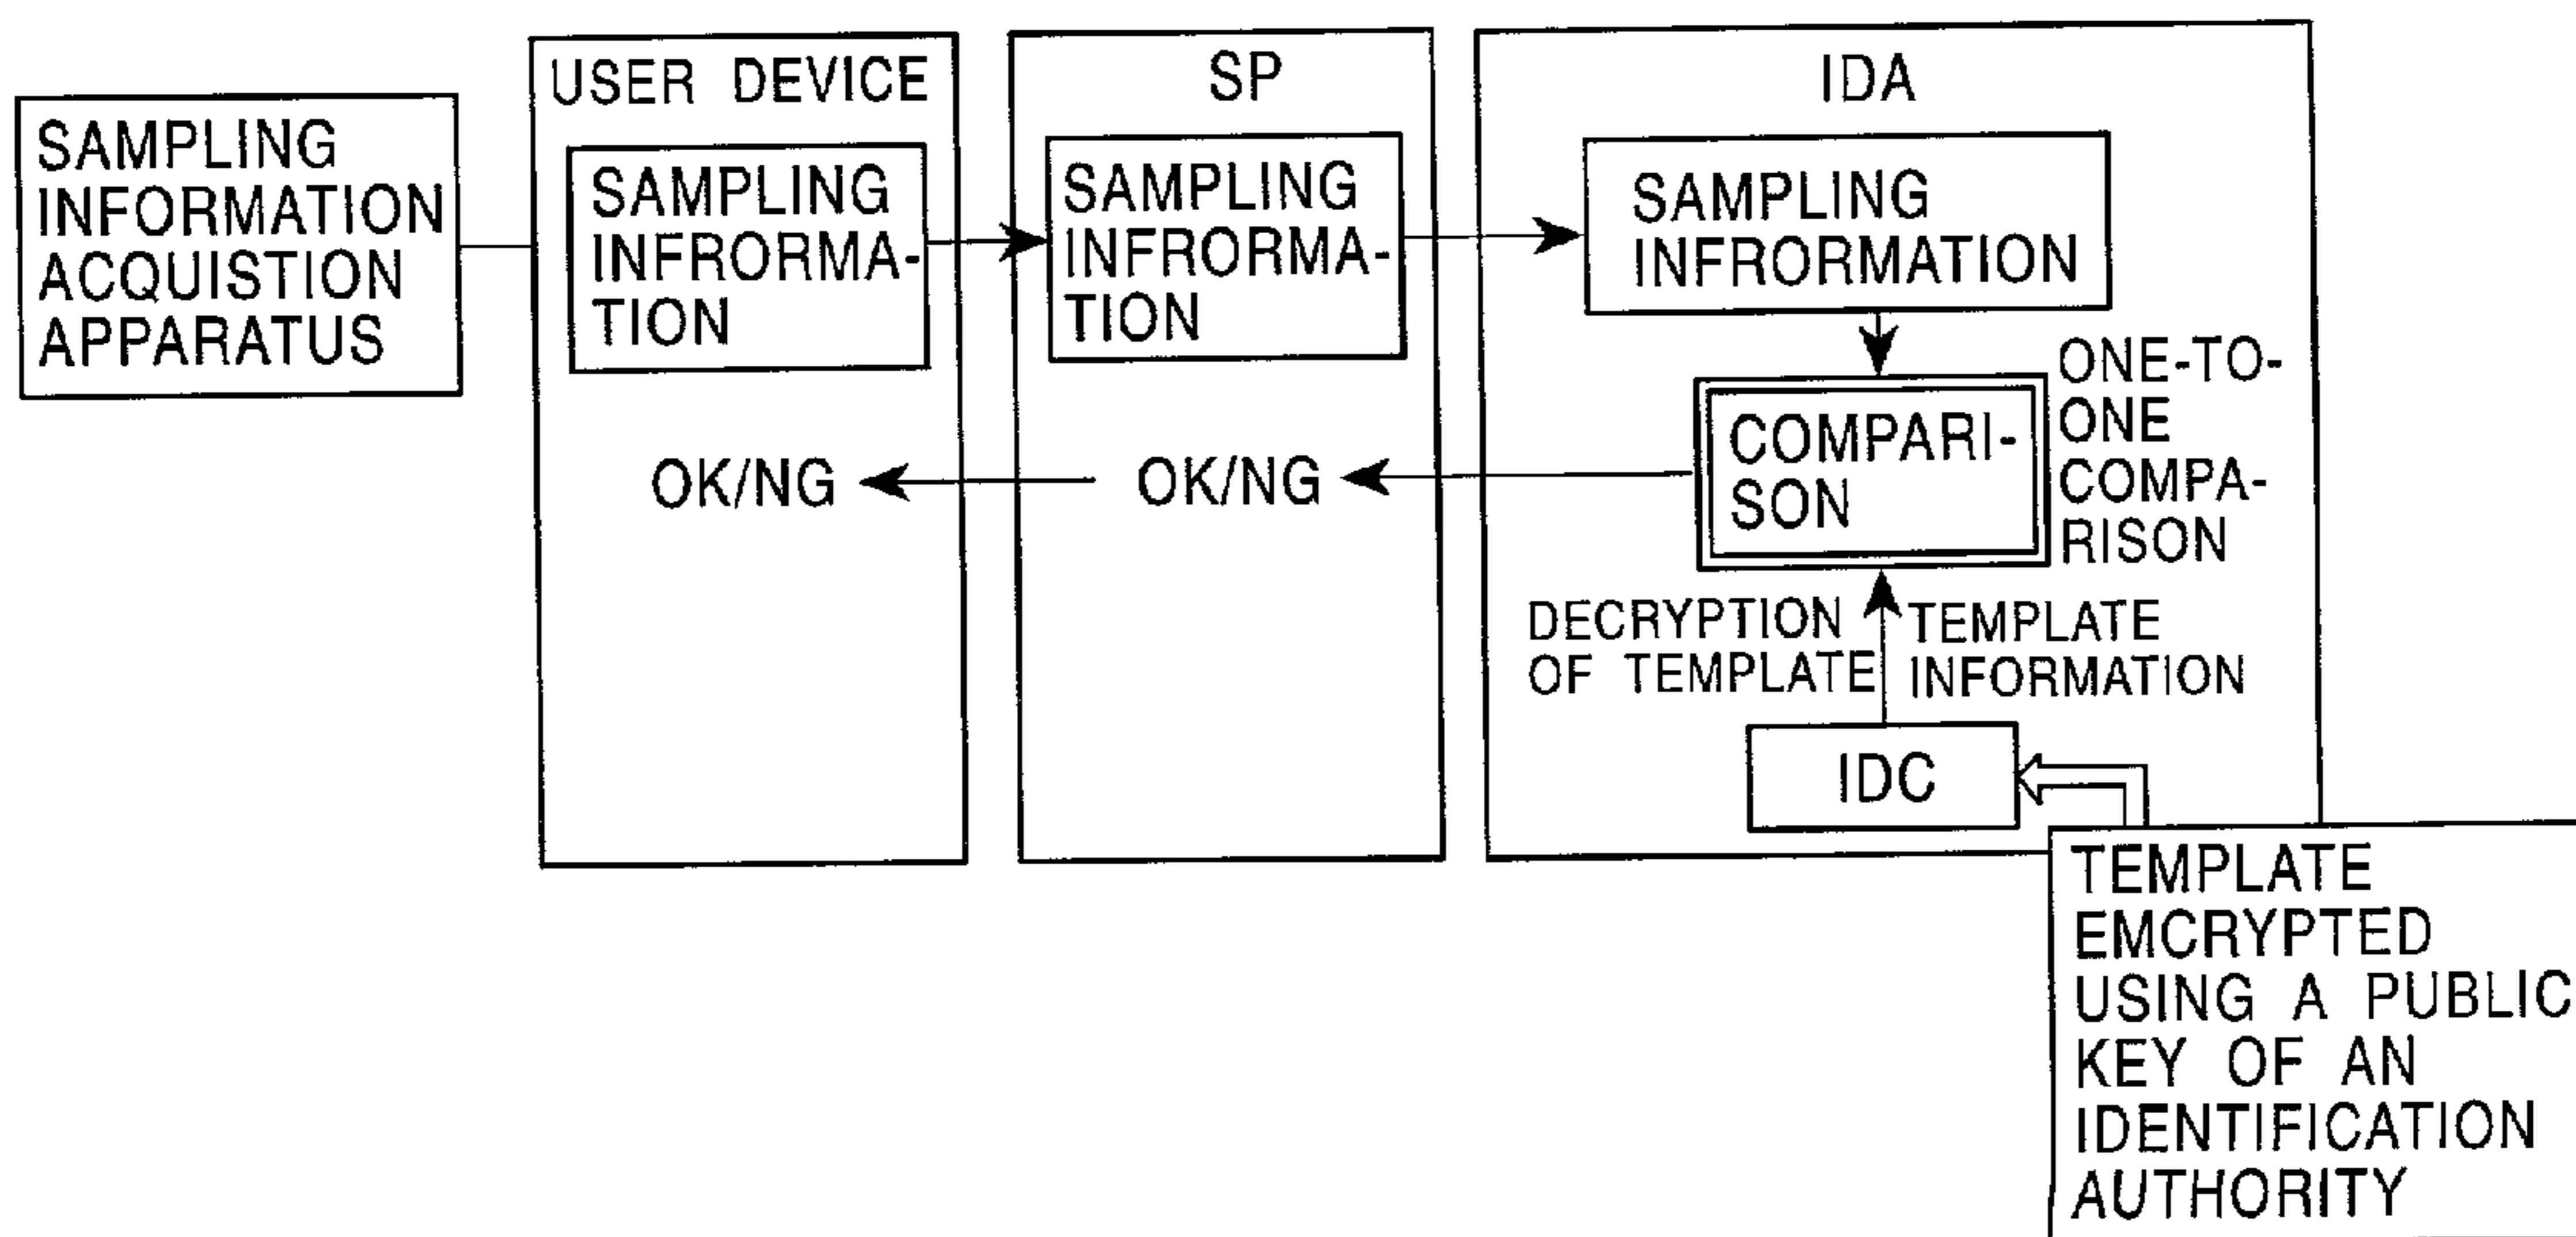 SAMPLING
INFORMATION
ACQUISTION
APPARATUS
USER DEVICE
SAMPLING
INFRORMA-
TION
OK/NG
SP
SAMPLING
INFRORMA-
TION
OK/NG
IDA
SAMPLING
INFRORMATION
COMPARI-
SON
ONE-TO-
ONE
COMPA-
RISON
DECRYPTION
OF TEMPLATE
TEMPLATE
INFORMATION
IDC
TEMPLATE
EMCRYPTED
USING A PUBLIC
KEY OF AN
IDENTIFICATION
AUTHORITY